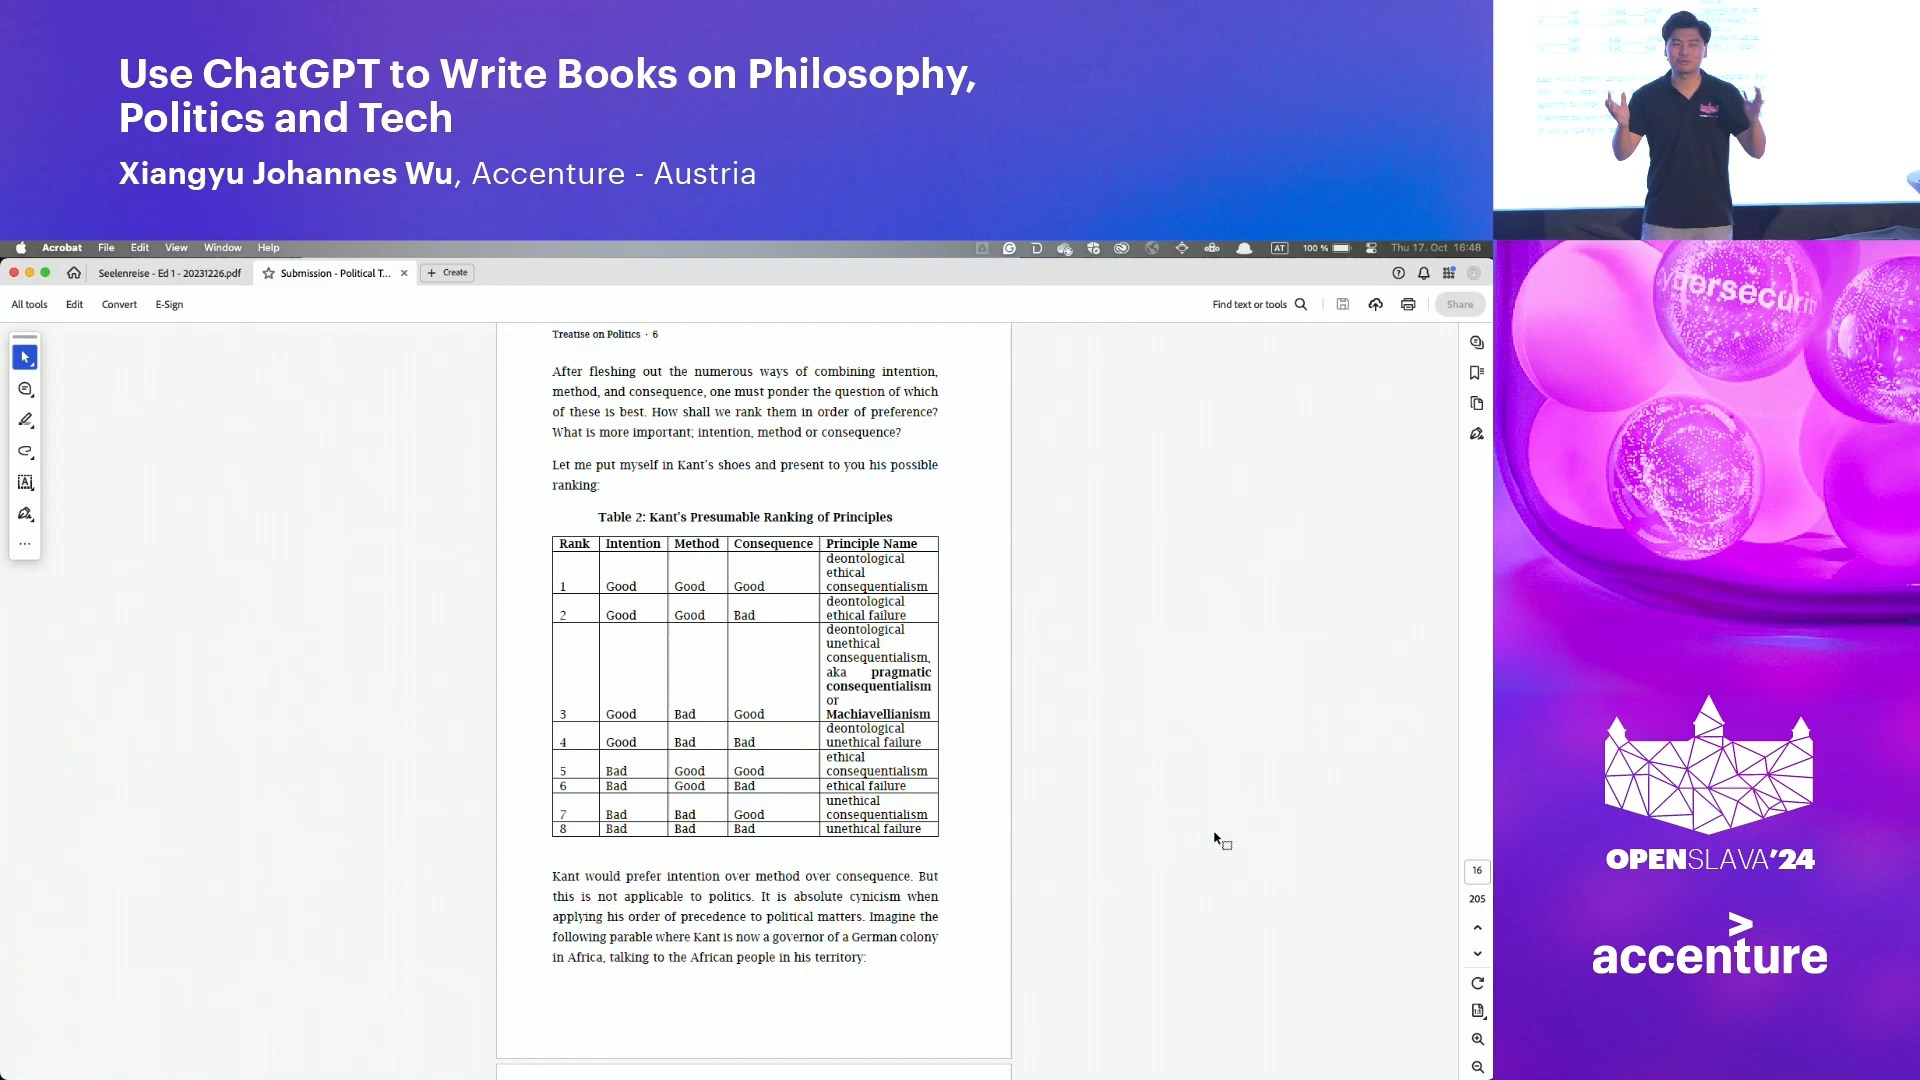 Use ChatGPT to Write Books on Philosophy,
Politics and Tech
Xiangyu Johannes Wu, Accenture - Austria
Acrobat File Edit View Window Help
AT 100 % Thu 17. Oct 16:48
Seelenreise - Ed 1 - 20231226.pdf
Submission - Political T...
Create
All tools Edit Convert E-Sign
Find text or tools
Share
Treatise on Politics · 6
After fleshing out the numerous ways of combining intention,
method, and consequence, one must ponder the question of which
of these is best. How shall we rank them in order of preference?
What is more important; intention, method or consequence?
Let me put myself in Kant's shoes and present to you his possible
ranking:
Table 2: Kant's Presumable Ranking of Principles
Rank Intention Method Consequence Principle Name
deontological
ethical
1 Good Good Good consequentialism
deontological
2 Good Good Bad ethical failure
deontological
unethical
consequentialism,
aka pragmatic
consequentialism
or
3 Good Bad Good Machiavellianism
deontological
4 Good Bad Bad unethical failure
ethical
5 Bad Good Good consequentialism
6 Bad Good Bad ethical failure
unethical
7 Bad Bad Good consequentialism
8 Bad Bad Bad unethical failure
Kant would prefer intention over method over consequence. But
this is not applicable to politics. It is absolute cynicism when
applying his order of precedence to political matters. Imagine the
following parable where Kant is now a governor of a German colony
in Africa, talking to the African people in his territory:
16
205
OPENSLAVA'24
accenture